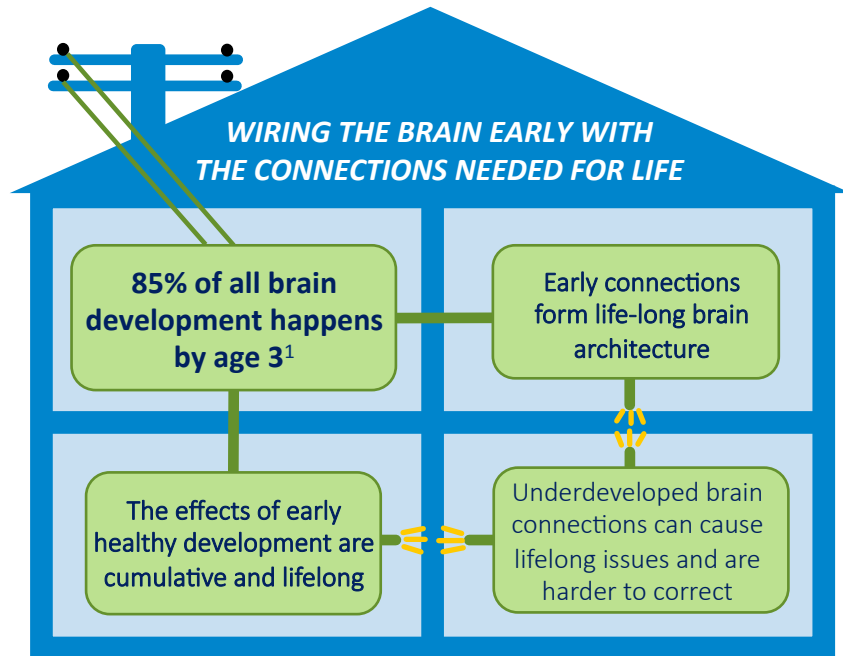 WIRING THE BRAIN EARLY WITH
THE CONNECTIONS NEEDED FOR LIFE
85% of all brain
development happens
by age 3¹
Early connections
form life-long brain
architecture
The effects of early
healthy development are
cumulative and lifelong
Underdeveloped brain
connections can cause
lifelong issues and are
harder to correct